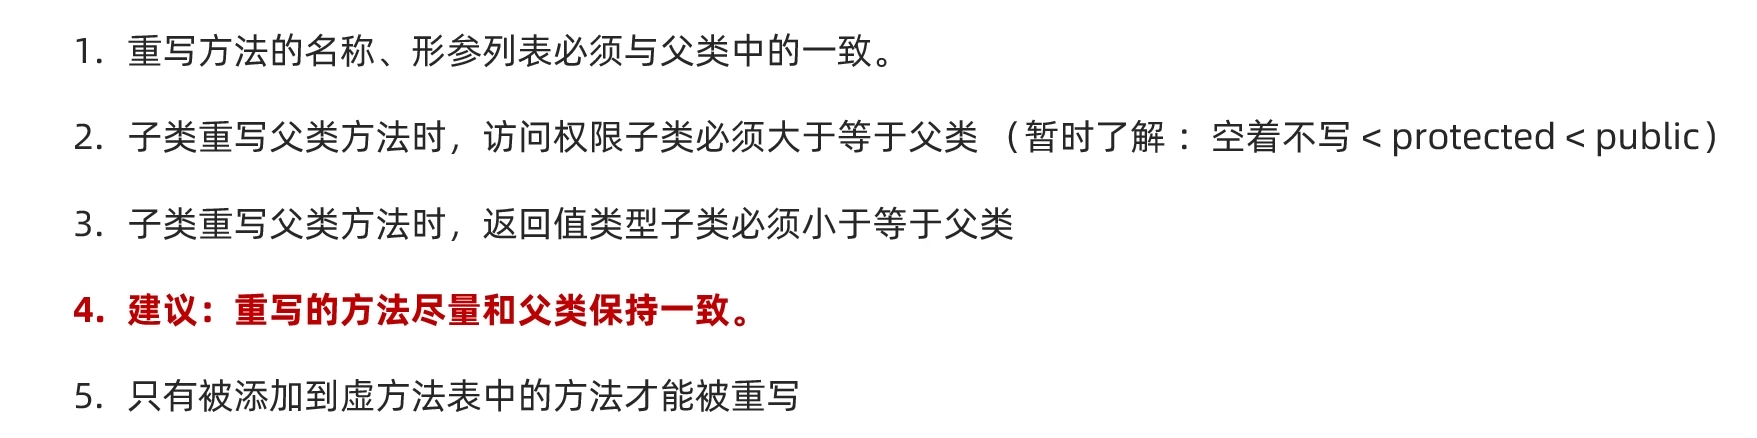 1. 重写方法的名称、形参列表必须与父类中的一致。
2. 子类重写父类方法时，访问权限子类必须大于等于父类（暂时了解：空着不写 < protected < public）
3. 子类重写父类方法时，返回值类型子类必须小于等于父类
4. 建议：重写的方法尽量和父类保持一致。
5. 只有被添加到虚方法表中的方法才能被重写